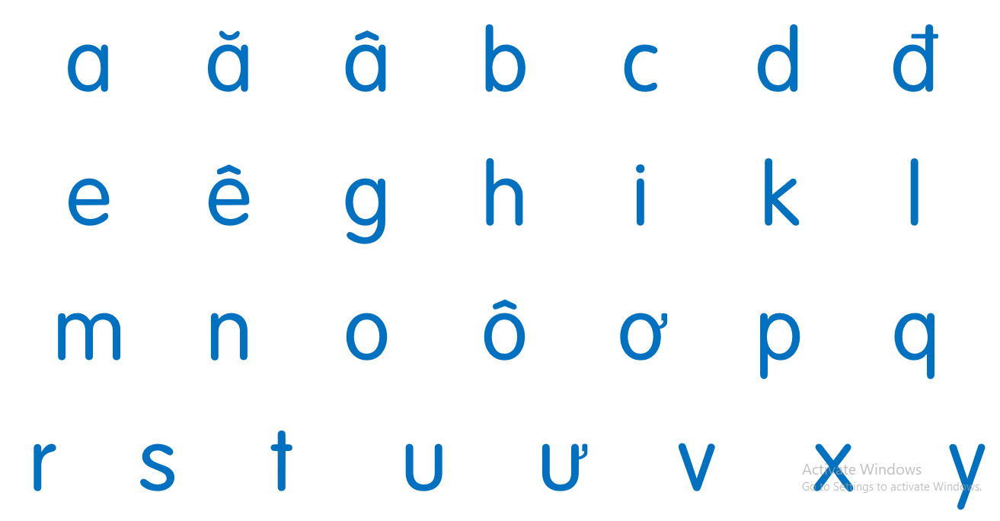 a ă â b c d đ
e ê g h i k l
m n o ô ơ p q
r s t u ư v x y
Activate Windows
Go to Settings to activate Windows.